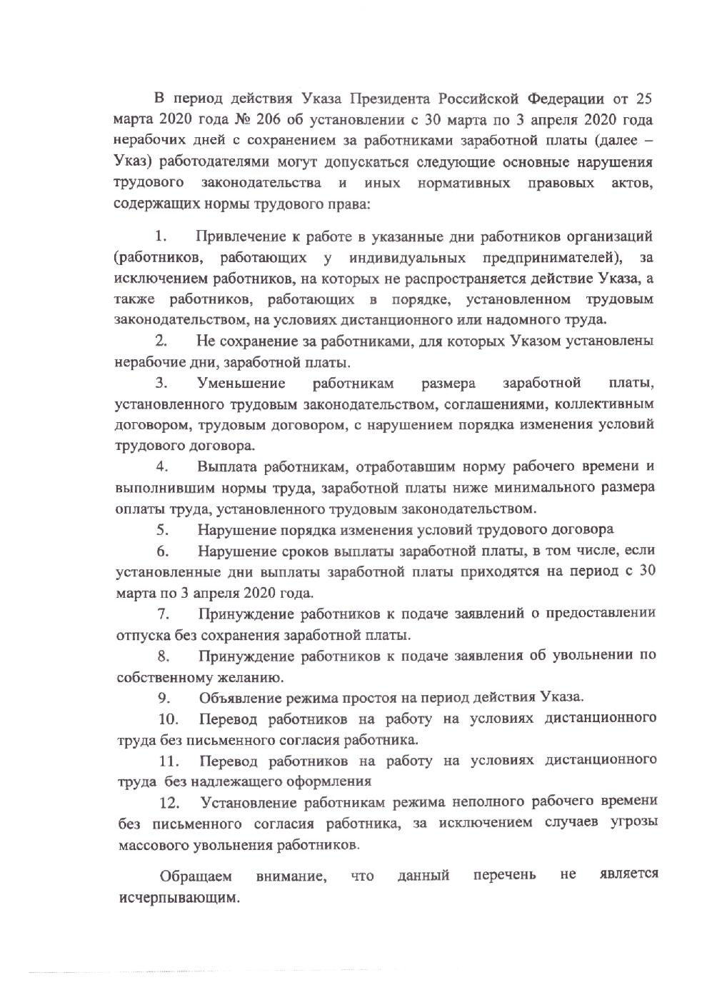 В период действия Указа Президента Российской Федерации от 25
марта 2020 года № 206 об установлении с 30 марта по 3 апреля 2020 года
нерабочих дней с сохранением за работниками заработной платы (далее –
Указ) работодателями могут допускаться следующие основные нарушения
трудового законодательства и иных нормативных правовых актов,
содержащих нормы трудового права:
1. Привлечение к работе в указанные дни работников организаций
(работников, работающих у индивидуальных предпринимателей), за
исключением работников, на которых не распространяется действие Указа, а
также работников, работающих в порядке, установленном трудовым
законодательством, на условиях дистанционного или надомного труда.
2. Не сохранение за работниками, для которых Указом установлены
нерабочие дни, заработной платы.
3. Уменьшение работникам размера заработной платы,
установленного трудовым законодательством, соглашениями, коллективным
договором, трудовым договором, с нарушением порядка изменения условий
трудового договора.
4. Выплата работникам, отработавшим норму рабочего времени и
выполнившим нормы труда, заработной платы ниже минимального размера
оплаты труда, установленного трудовым законодательством.
5. Нарушение порядка изменения условий трудового договора
6. Нарушение сроков выплаты заработной платы, в том числе, если
установленные дни выплаты заработной платы приходятся на период с 30
марта по 3 апреля 2020 года.
7. Принуждение работников к подаче заявлений о предоставлении
отпуска без сохранения заработной платы.
8. Принуждение работников к подаче заявления об увольнении по
собственному желанию.
9. Объявление режима простоя на период действия Указа.
10. Перевод работников на работу на условиях дистанционного
труда без письменного согласия работника.
11. Перевод работников на работу на условиях дистанционного
труда без надлежащего оформления
12. Установление работникам режима неполного рабочего времени
без письменного согласия работника, за исключением случаев угрозы
массового увольнения работников.
Обращаем внимание, что данный перечень не является
исчерпывающим.